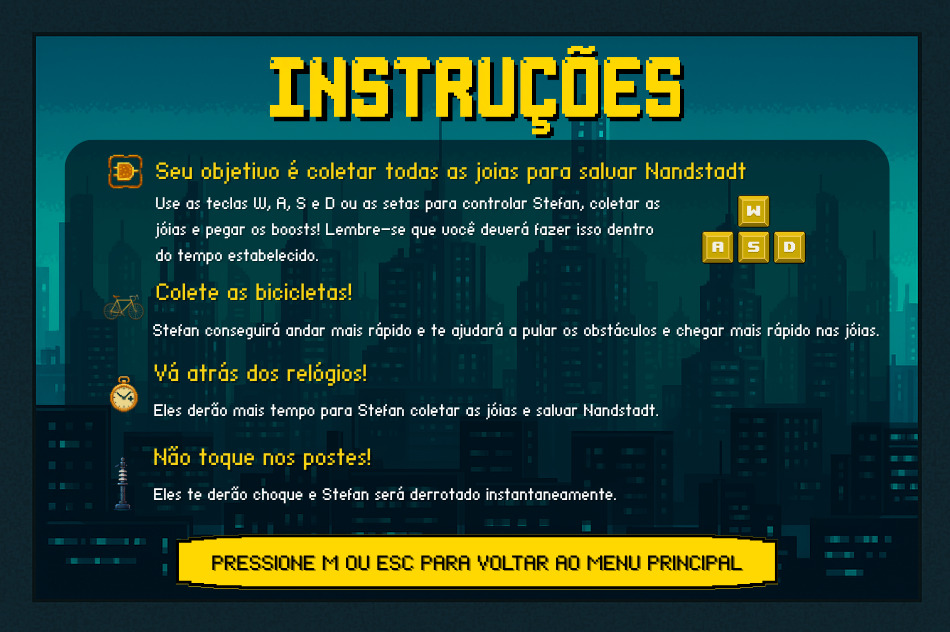 INSTRUÇÕES
Seu objetivo é coletar todas as joias para salvar Nandstadt
Use as teclas W, A, S e D ou as setas para controlar Stefan, coletar as
jóias e pegar os boosts! Lembre-se que você deverá fazer isso dentro
do tempo estabelecido.
W
A S D
Colete as bicicletas!
Stefan conseguirá andar mais rápido e te ajudará a pular os obstáculos e chegar mais rápido nas jóias.
Vá atrás dos relógios!
Eles derão mais tempo para Stefan coletar as jóias e salvar Nandstadt.
Não toque nos postes!
Eles te derão choque e Stefan será derrotado instantaneamente.
PRESSIONE M OU ESC PARA VOLTAR AO MENU PRINCIPAL